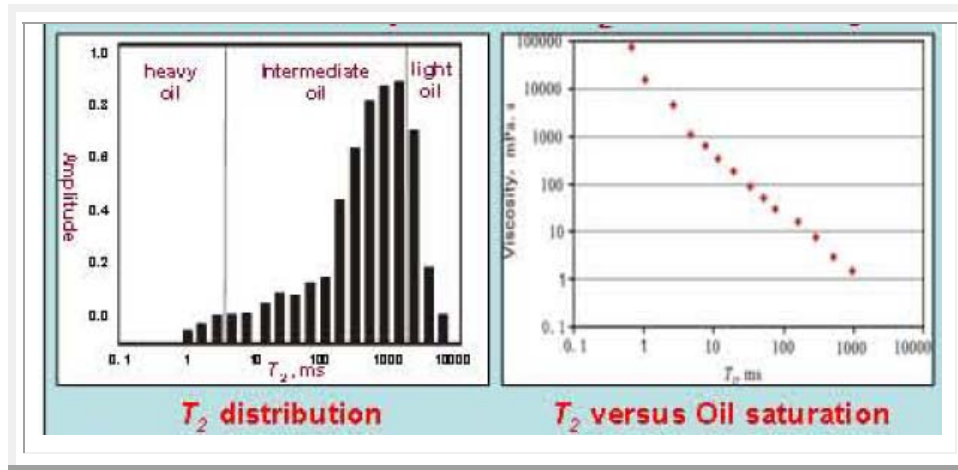 heavy
oil
Intermediate
oil
light
oil
1.0
0.8
0.6
0.4
0.2
0.0
Amplitude
0.1
1
10
100
1000
10000
T2, ms
T2 distribution
100000
10000
1000
100
10
1
0.1
Viscosity, mPa.s
0.1
1
10
100
1000
10000
ms
T2 versus Oil saturation